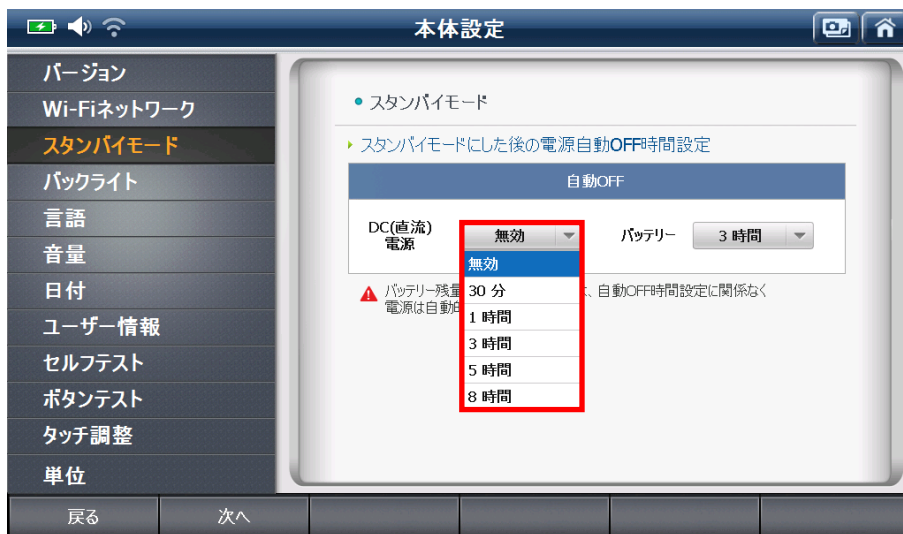 本体設定
バージョン
Wi-Fiネットワーク
スタンバイモード
バックライト
言語
音量
日付
ユーザー情報
セルフテスト
ボタンテスト
タッチ調整
単位
スタンバイモード
スタンバイモードにした後の電源自動OFF時間設定
自動OFF
DC(直流)
電源
無効
バッテリー
3 時間
無効
30 分
1 時間
3 時間
5 時間
8 時間
バッテリー残量
、自動OFF時間設定に関係なく
電源は自動
戻る
次へ